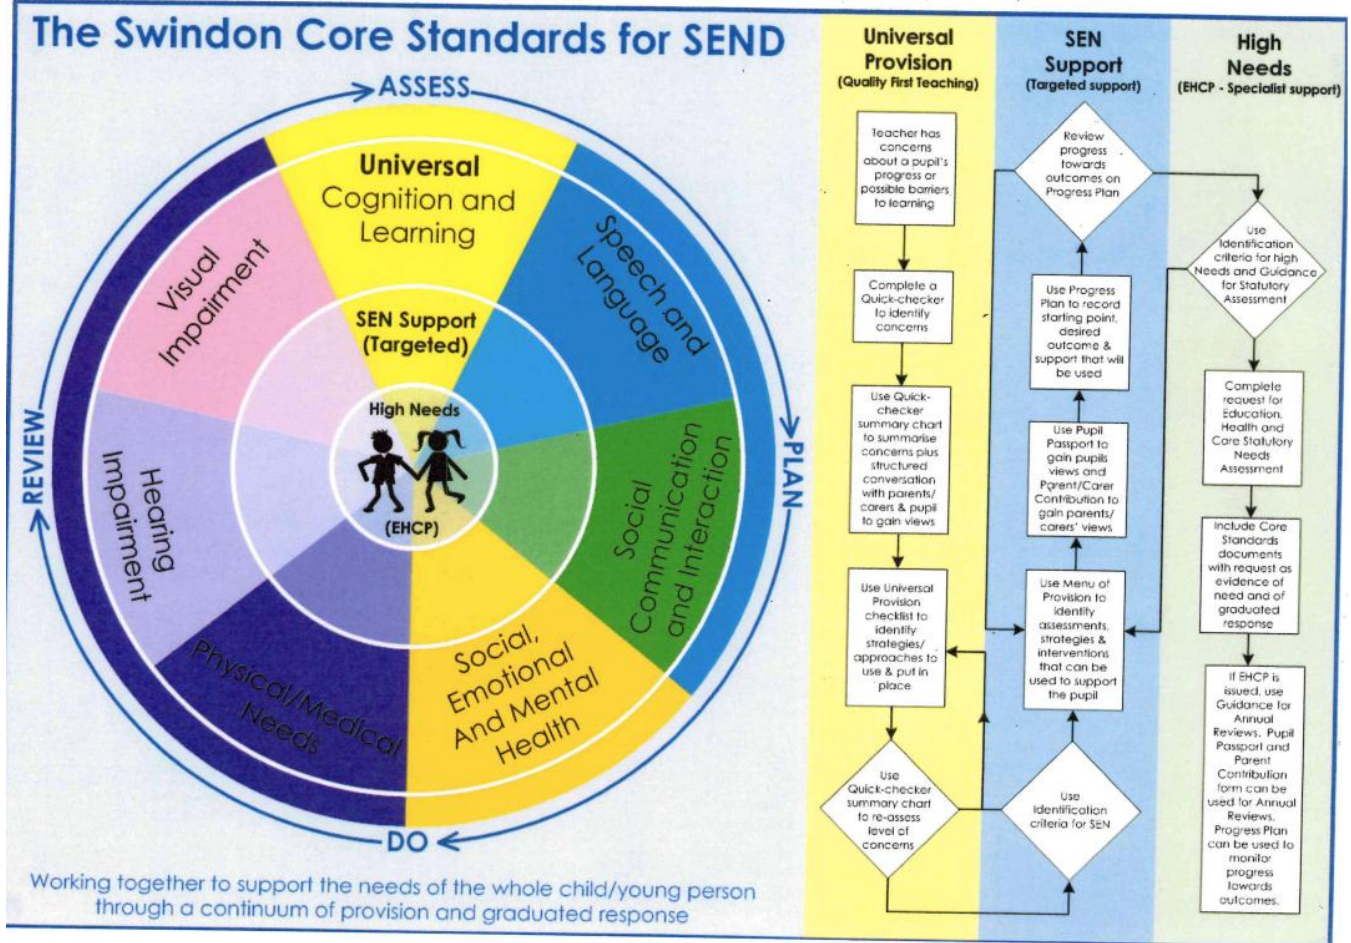 The Swindon Core Standards for SEND
ASSESS
PLAN
DO
REVIEW
Universal
Cognition and
Learning
Speech and
Language
Social
Communication
and Interaction
Social,
Emotional
And Mental
Health
Physical/Medical
Needs
Hearing
Impairment
Visual
Impairment
SEN Support
(Targeted)
High Needs
(EHCP)
Working together to support the needs of the whole child/young person
through a continuum of provision and graduated response
Universal
Provision
(Quality First Teaching)
Teacher has
concerns
about a pupil's
progress or
possible barriers
to learning
Complete a
Quick-checker
to identify
concerns
Use Quick-
checker
summary chart
to summarise
concerns plus
structured
conversation
with parents/
carers & pupil
to gain views
Use Universal
Provision
checklist to
identify
strategies/
approaches to
use & put in
place
Use
Quick-checker
summary chart
to re-assess
level of
concerns
SEN
Support
(Targeted support)
Review
progress
towards
outcomes on
Progress Plan
Use Progress
Plan to record
starting point,
desired
outcome &
support that will
be used
Use Pupil
Passport to
gain pupils
views and
Parent/Carer
Contribution to
gain parents/
carers' views
Use Menu of
Provision to
identify
assessments,
strategies &
interventions
that can be
used to support
the pupil
Use
Identification
criteria for SEN
High
Needs
(EHCP - Specialist support)
Use
Identification
criteria for high
Needs and Guidance
for Statutory
Assessment
Complete
request for
Education,
Health and
Care Statutory
Needs
Assessment
Include Core
Standards
documents
with request as
evidence of
need and of
graduated
response
If EHCP is
issued, use
Guidance for
Annual
Reviews. Pupil
Passport and
Parent
Contribution
form can be
used for Annual
Reviews.
Progress Plan
can be used to
monitor
progress
towards
outcomes.